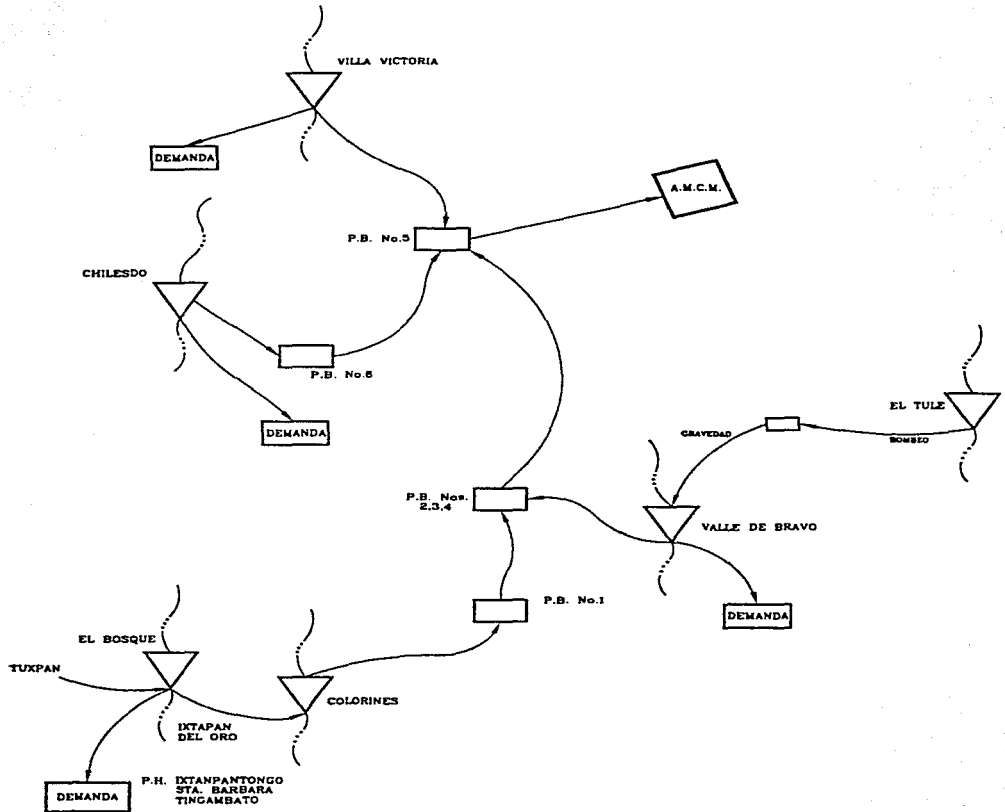 VILLA VICTORIA
DEMANDA
A.M.C.M.
P.B. No.5
CHILESDO
P.B. No.6
DEMANDA
EL TULE
GRAVEDAD
BOMBEO
P.B. Nos.
2,3,4
VALLE DE BRAVO
P.B. No.1
DEMANDA
EL BOSQUE
TUXPAN
COLORINES
IXTAPAN
DEL ORO
DEMANDA
P.H. IXTANPANTONGO
STA. BARBARA
TINGAMBATO